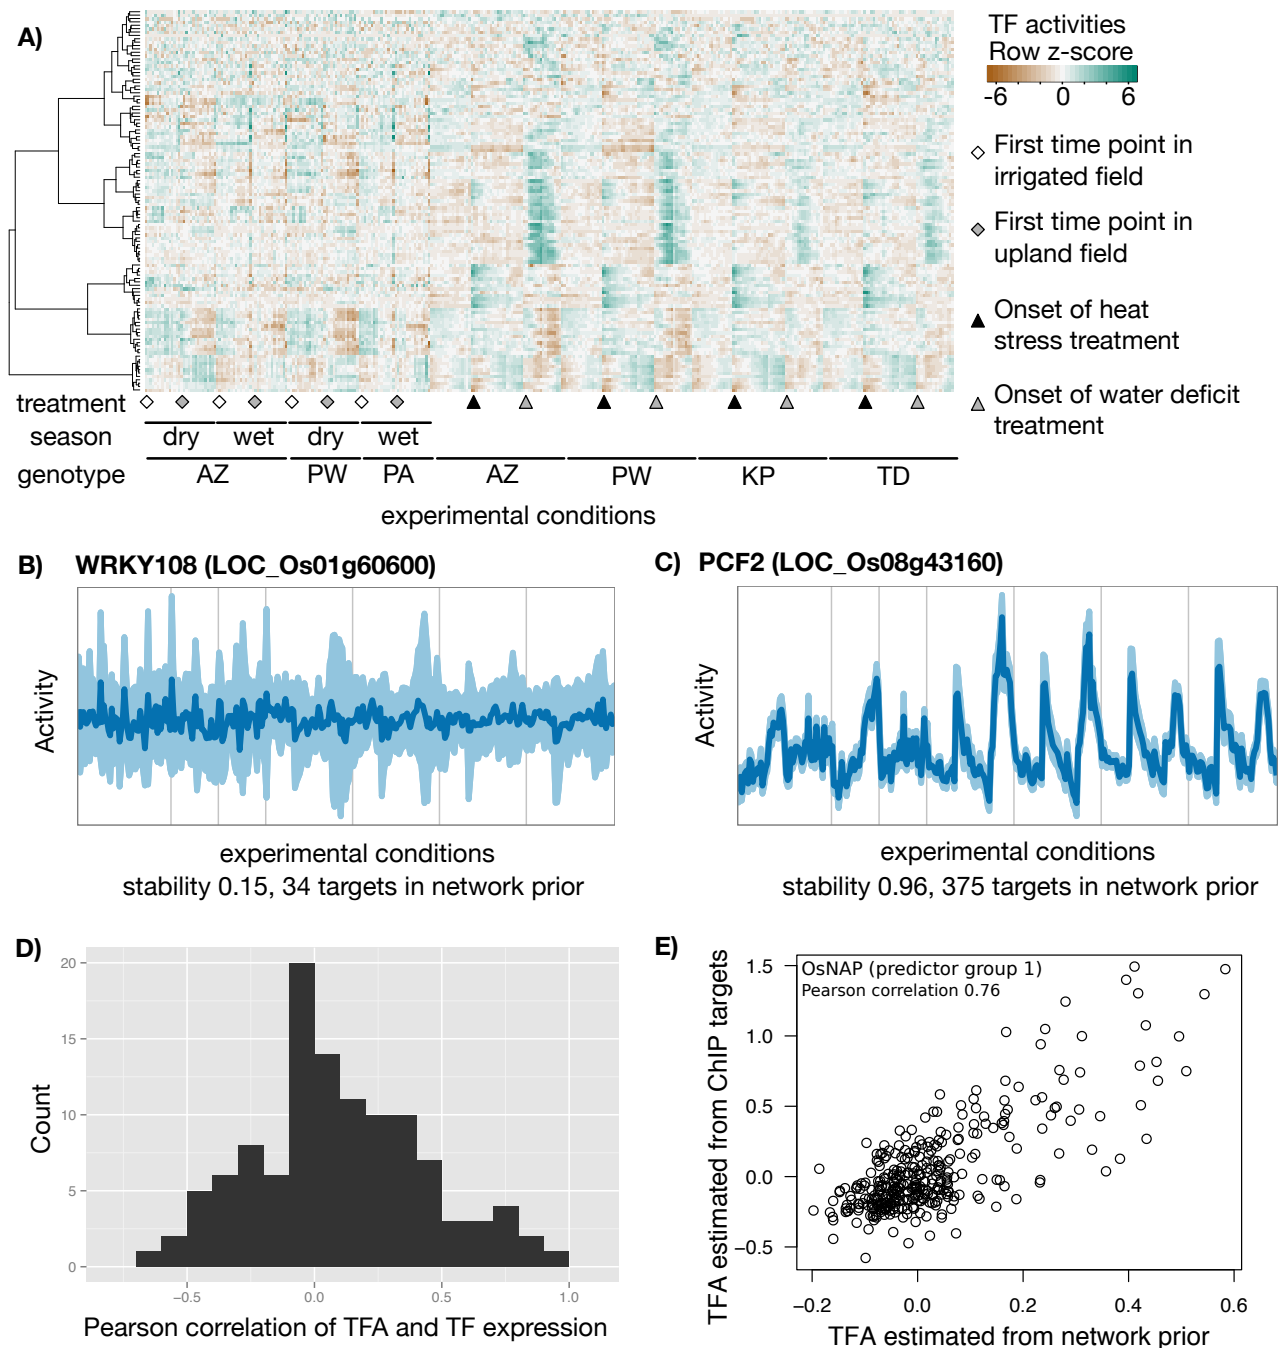 A)
TF activities
Row z-score
-6 0 6
First time point in
irrigated field
First time point in
upland field
Onset of heat
stress treatment
Onset of water deficit
treatment
treatment
season dry wet dry wet
genotype AZ PW PA AZ PW KP TD
experimental conditions
B) WRKY108 (LOC_Os01g60600)
Activity
experimental conditions
stability 0.15, 34 targets in network prior
C) PCF2 (LOC_Os08g43160)
Activity
experimental conditions
stability 0.96, 375 targets in network prior
D)
Count
20
15
10
5
0
−0.5 0.0 0.5 1.0
Pearson correlation of TFA and TF expression
E)
TFA estimated from ChIP targets
OsNAP (predictor group 1)
Pearson correlation 0.76
1.5
1.0
0.5
0.0
−0.5
−0.2 0.0 0.2 0.4 0.6
TFA estimated from network prior